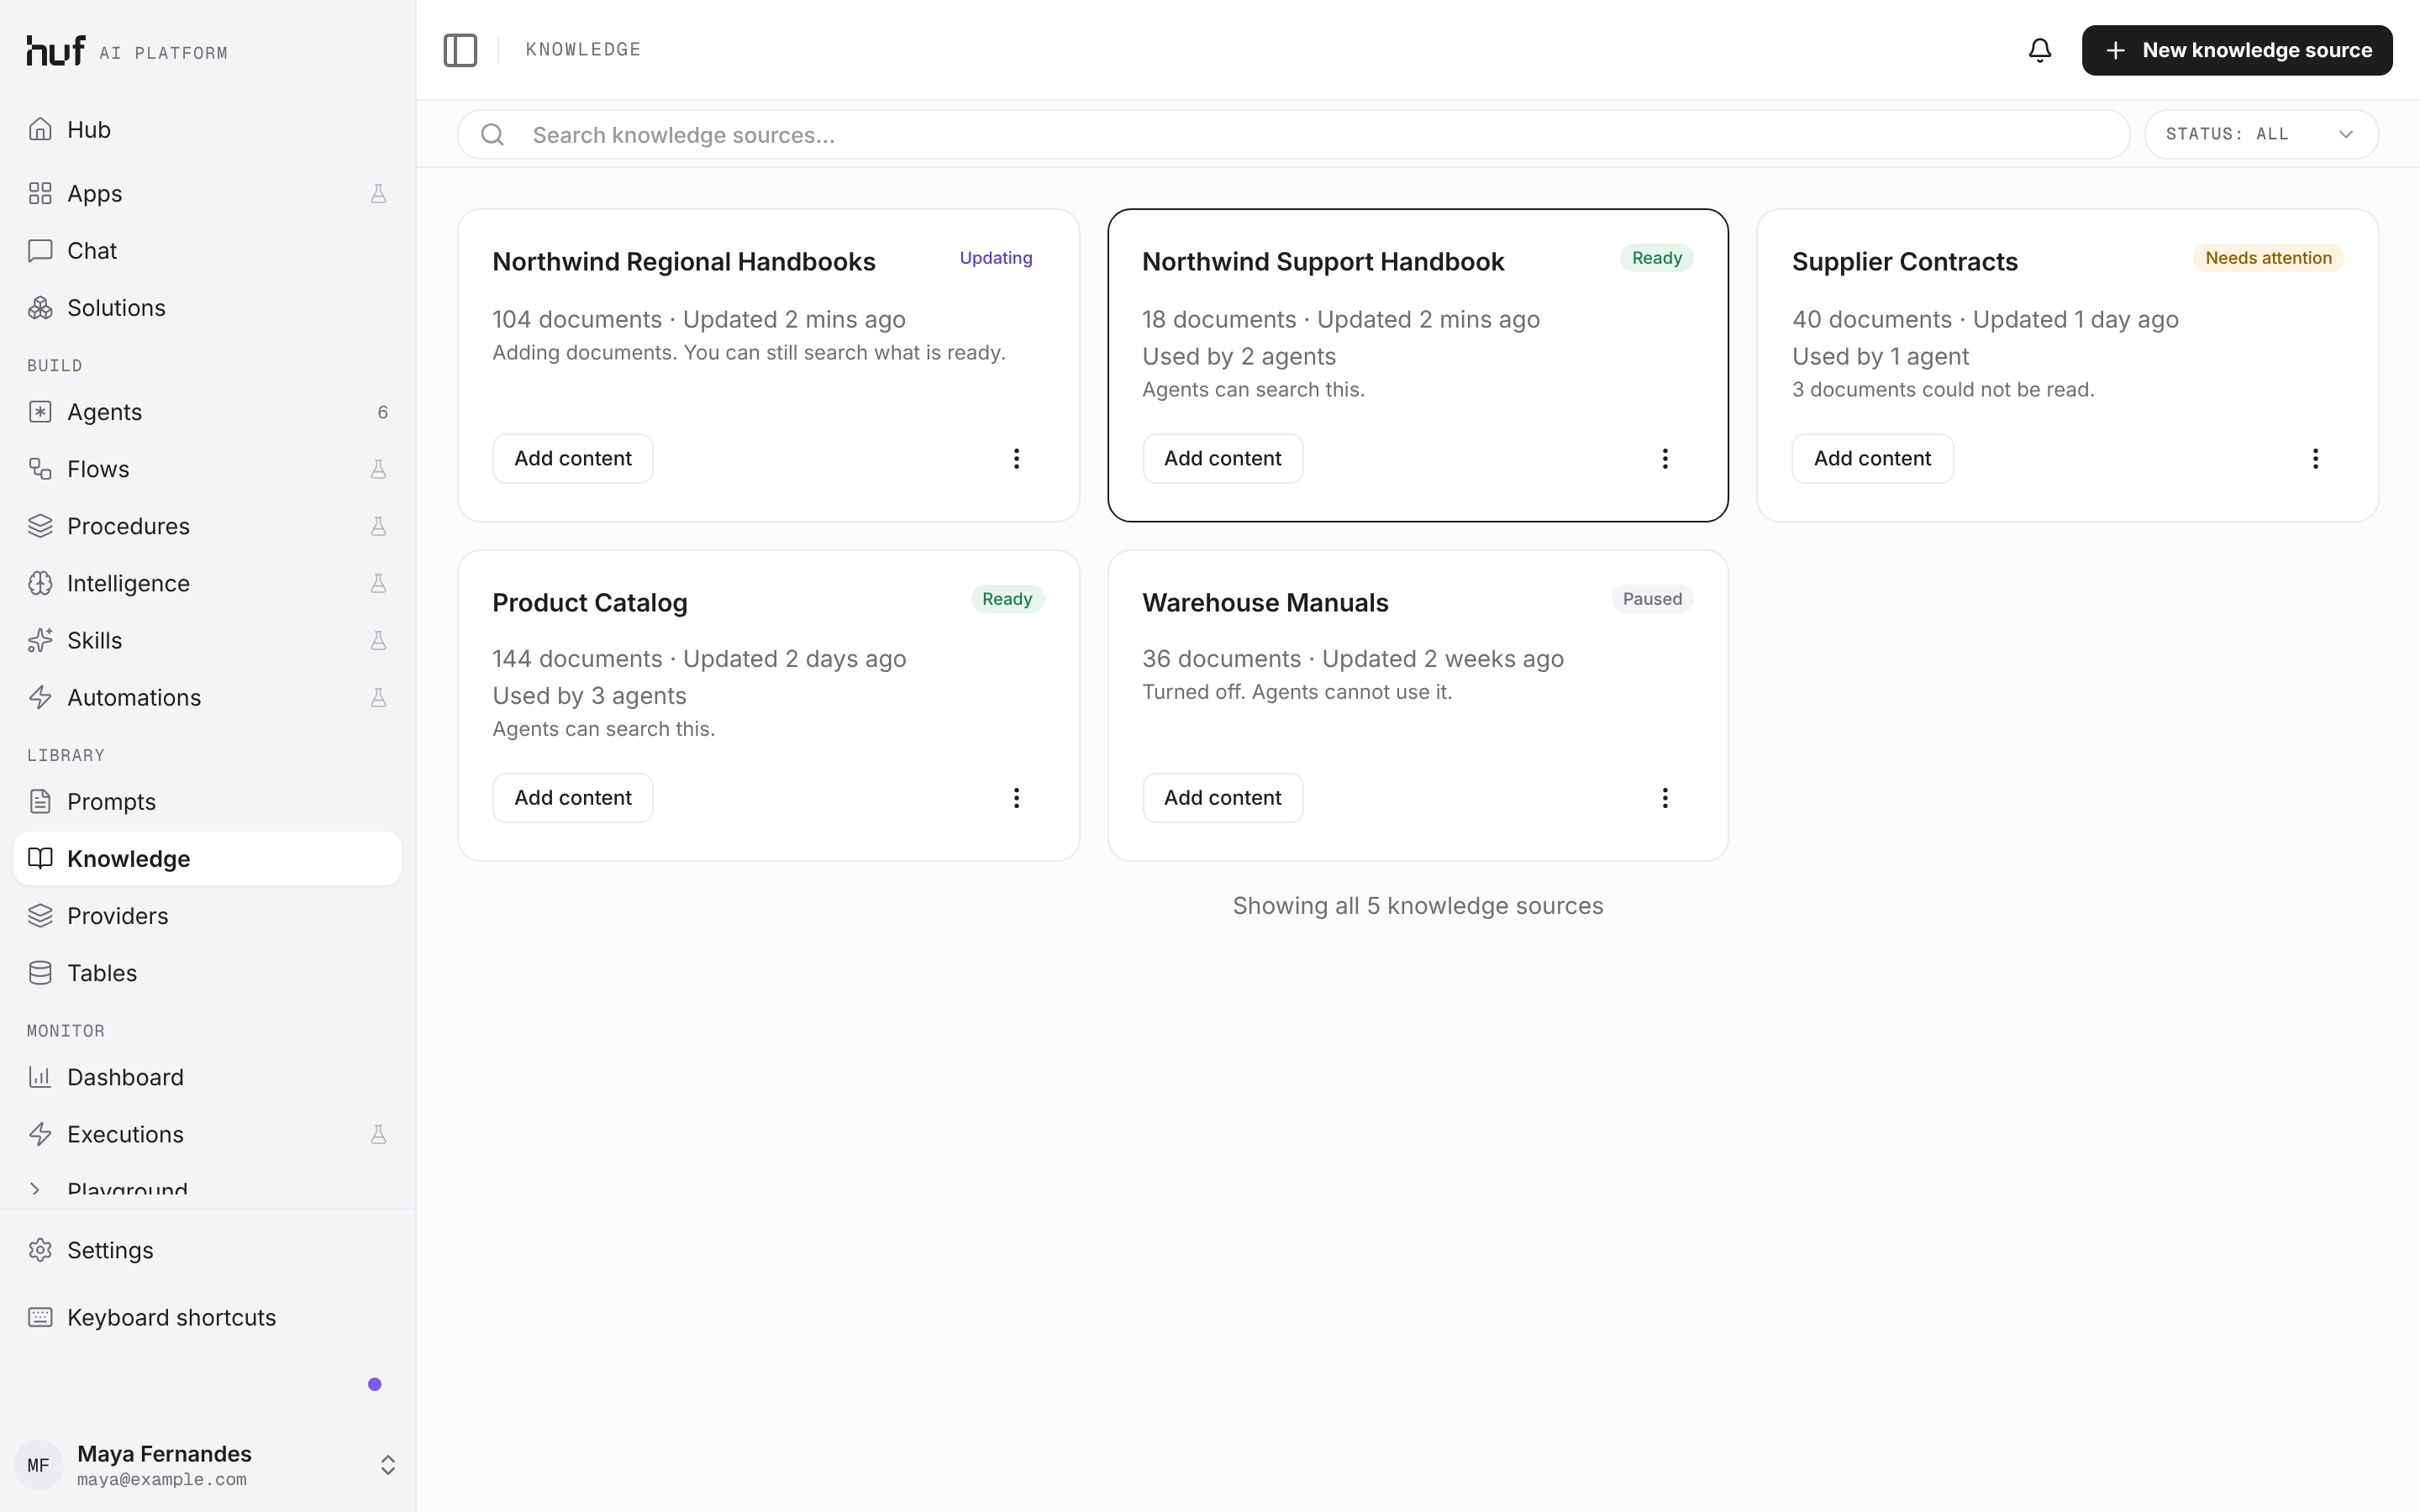 huf AI PLATFORM
Hub
Apps
Chat
Solutions
BUILD
Agents 6
Flows
Procedures
Intelligence
Skills
Automations
LIBRARY
Prompts
Knowledge
Providers
Tables
MONITOR
Dashboard
Executions
Playground
Settings
Keyboard shortcuts
MF
Maya Fernandes
maya@example.com
KNOWLEDGE
New knowledge source
Search knowledge sources...
STATUS: ALL
Northwind Regional Handbooks Updating
104 documents · Updated 2 mins ago
Adding documents. You can still search what is ready.
Add content
Northwind Support Handbook Ready
18 documents · Updated 2 mins ago
Used by 2 agents
Agents can search this.
Add content
Supplier Contracts Needs attention
40 documents · Updated 1 day ago
Used by 1 agent
3 documents could not be read.
Add content
Product Catalog Ready
144 documents · Updated 2 days ago
Used by 3 agents
Agents can search this.
Add content
Warehouse Manuals Paused
36 documents · Updated 2 weeks ago
Turned off. Agents cannot use it.
Add content
Showing all 5 knowledge sources